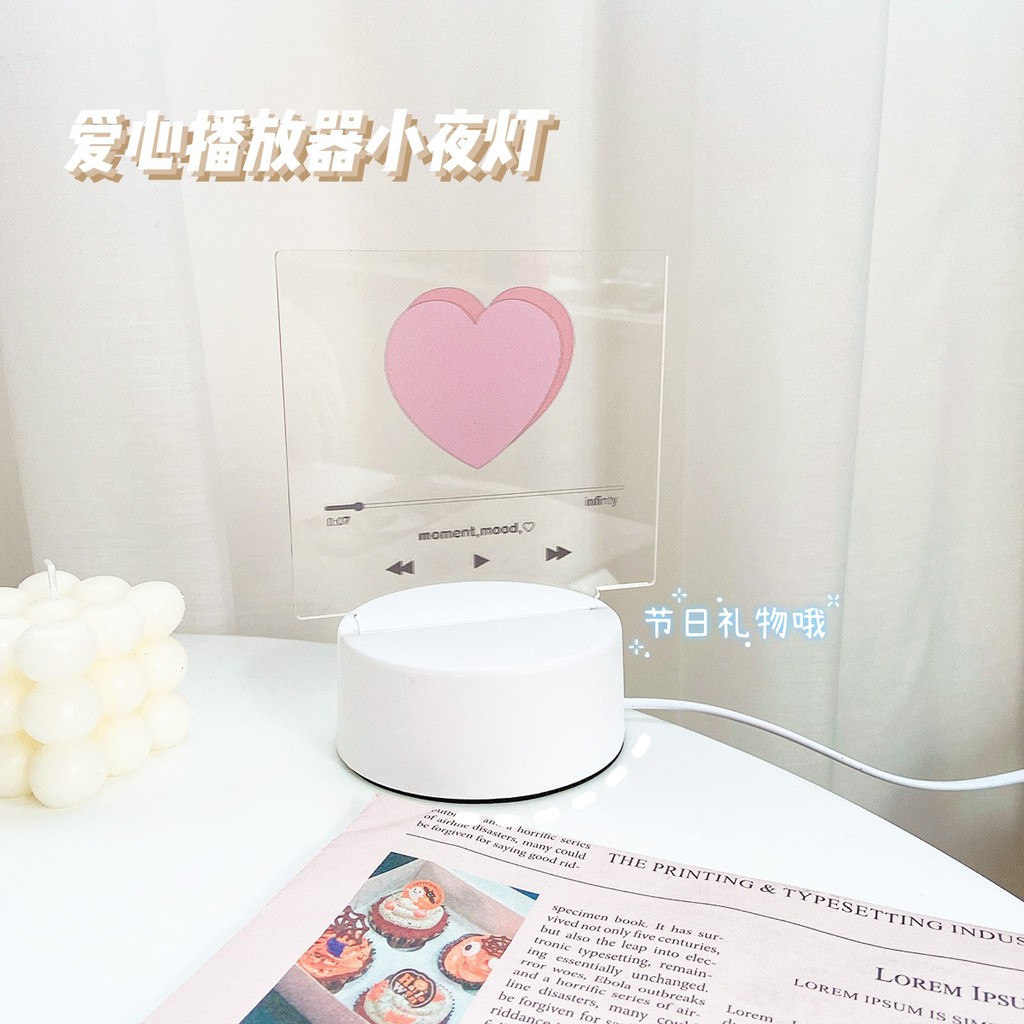 爱心播放器小夜灯
0:07
infinty
moment,mood,♡
节日礼物哦
and a horrific series
of airline disasters, many could
be forgiven for saying good rid-
THE PRINTING & TYPESETTING INDUS
specimen book. It has sur-
vived not only five centuries,
but also the leap into elec-
tronic typesetting, remain-
ing essentially unchanged.
rror woes, Ebola outbreaks
and a horrific series of air-
line disasters, many could
be forgiven for
riddance
LOREM IPSU
LOREM IPSUM IS SIM
Lorem